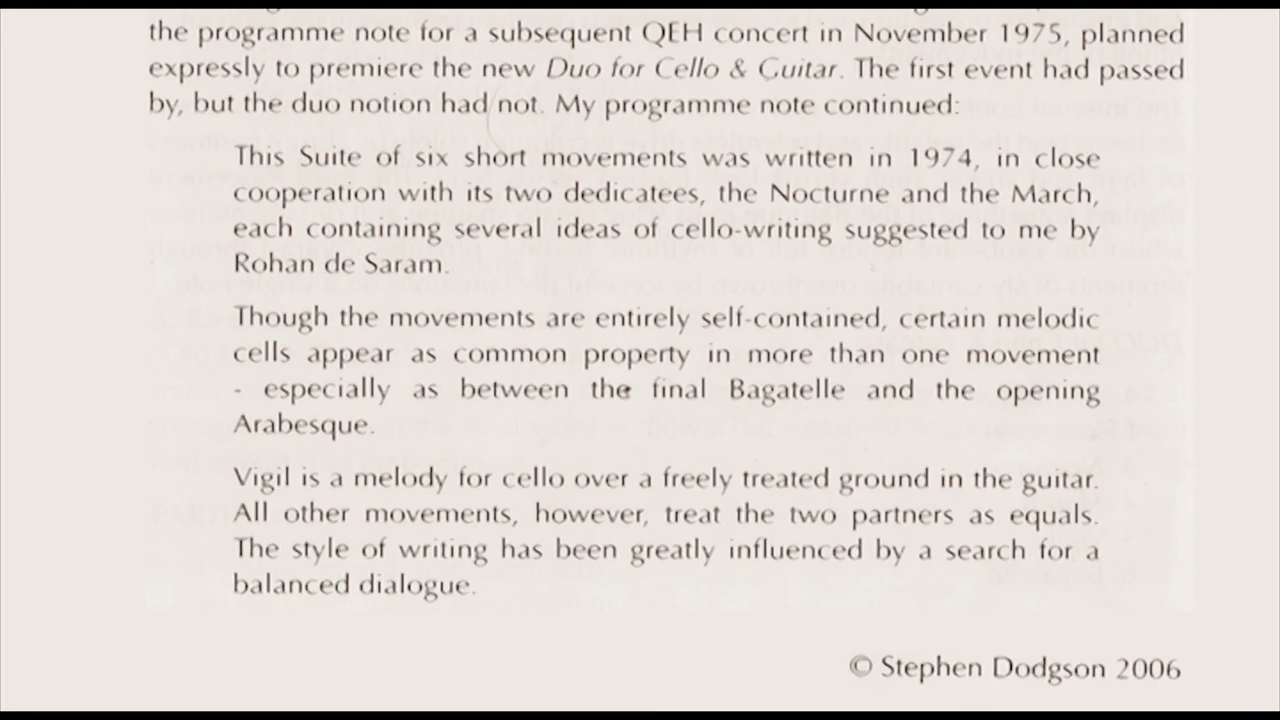 the programme note for a subsequent QEH concert in November 1975, planned
expressly to premiere the new Duo for Cello & Guitar. The first event had passed
by, but the duo notion had not. My programme note continued:
This Suite of six short movements was written in 1974, in close
cooperation with its two dedicatees, the Nocturne and the March,
each containing several ideas of cello-writing suggested to me by
Rohan de Saram.
Though the movements are entirely self-contained, certain melodic
cells appear as common property in more than one movement
- especially as between the final Bagatelle and the opening
Arabesque.
Vigil is a melody for cello over a freely treated ground in the guitar.
All other movements, however, treat the two partners as equals.
The style of writing has been greatly influenced by a search for a
balanced dialogue.
© Stephen Dodgson 2006